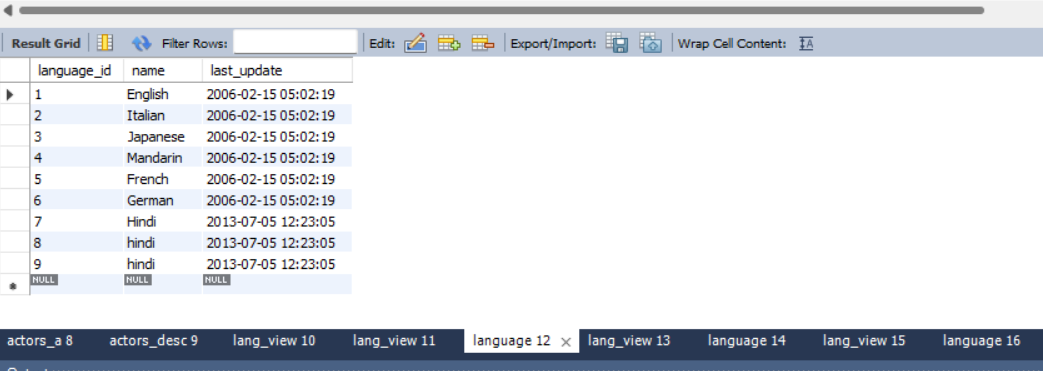 Result Grid Filter Rows: Edit: Export/Import: Wrap Cell Content: IA
language_id name last_update
1 English 2006-02-15 05:02:19
2 Italian 2006-02-15 05:02:19
3 Japanese 2006-02-15 05:02:19
4 Mandarin 2006-02-15 05:02:19
5 French 2006-02-15 05:02:19
6 German 2006-02-15 05:02:19
7 Hindi 2013-07-05 12:23:05
8 hindi 2013-07-05 12:23:05
9 hindi 2013-07-05 12:23:05
NULL NULL NULL
actors_a 8 actors_desc 9 lang_view 10 lang_view 11 language 12 × lang_view 13 language 14 lang_view 15 language 16